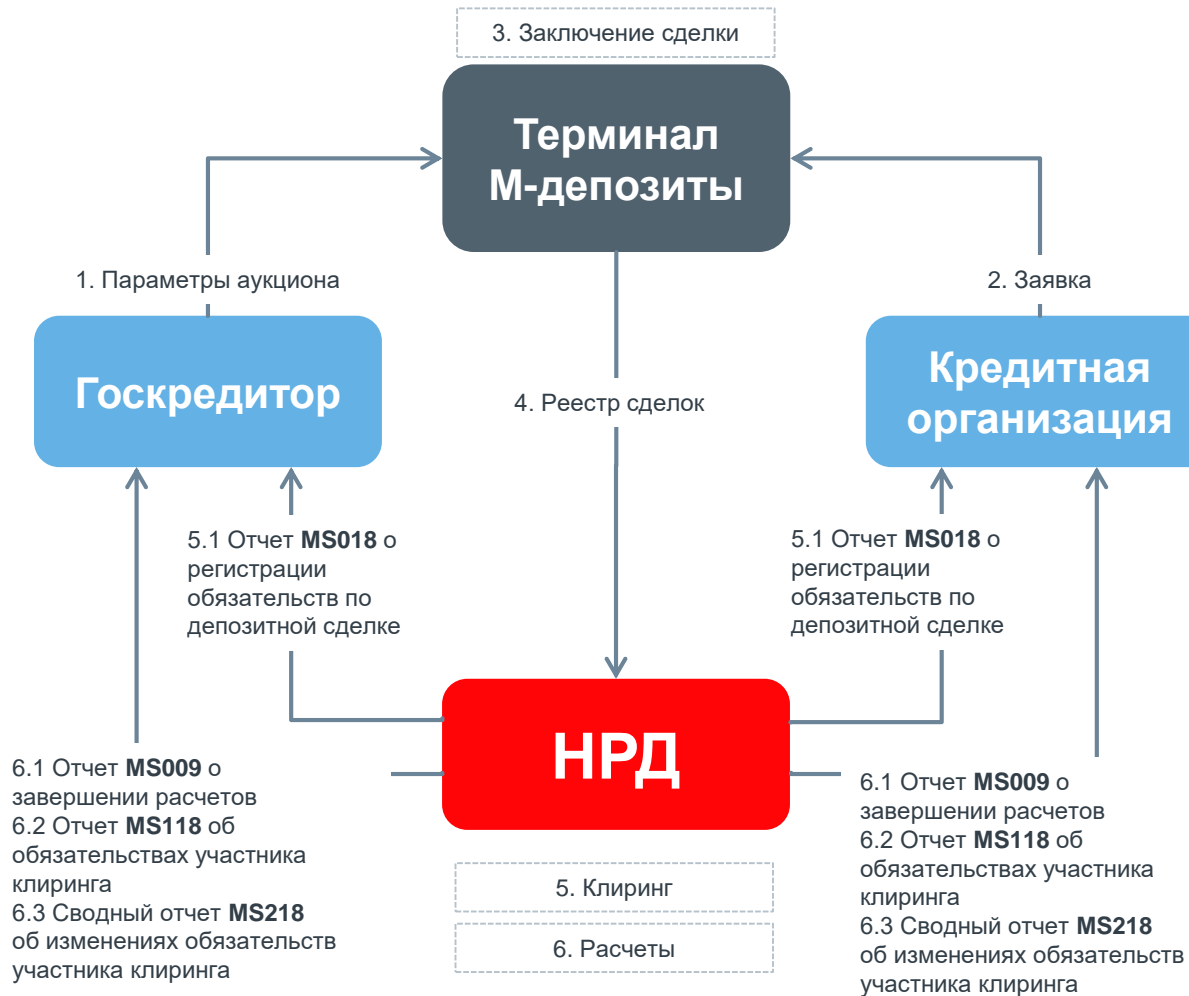 3. Заключение сделки
Терминал
М-депозиты
1. Параметры аукциона
2. Заявка
Госкредитор
Кредитная
организация
4. Реестр сделок
5.1 Отчет MS018 о
регистрации
обязательств по
депозитной сделке
5.1 Отчет MS018 о
регистрации
обязательств по
депозитной сделке
НРД
6.1 Отчет MS009 о
завершении расчетов
6.2 Отчет MS118 об
обязательствах участника
клиринга
6.3 Сводный отчет MS218
об изменениях обязательств
участника клиринга
6.1 Отчет MS009 о
завершении расчетов
6.2 Отчет MS118 об
обязательствах участника
клиринга
6.3 Сводный отчет MS218
об изменениях обязательств
участника клиринга
5. Клиринг
6. Расчеты